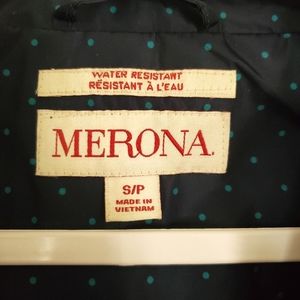 WATER RESISTANT
RÉSISTANT À L'EAU
MERONA.
S/P
MADE IN
VIETNAM